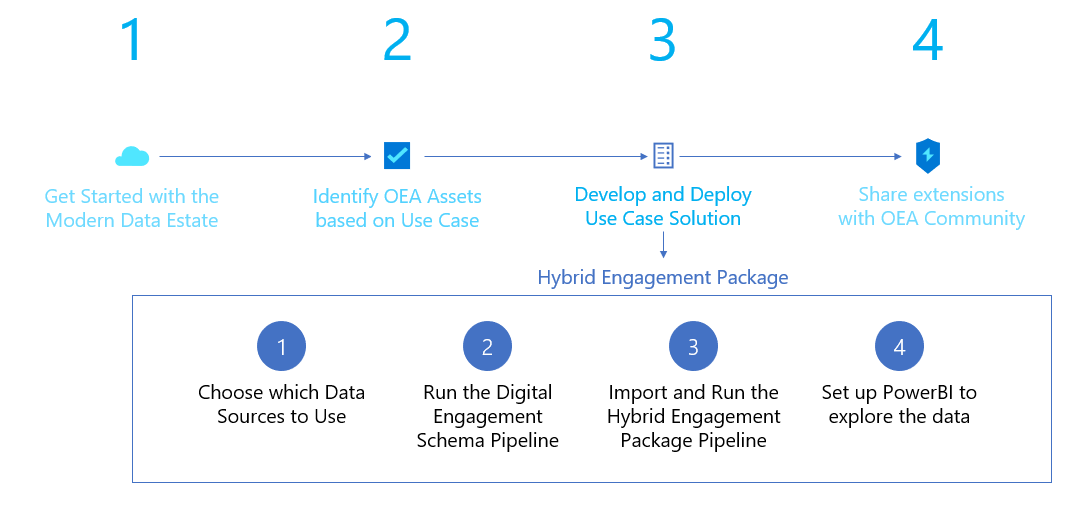 1
2
3
4
Get Started with the
Modern Data Estate
Identify OEA Assets
based on Use Case
Develop and Deploy
Use Case Solution
Share extensions
with OEA Community
Hybrid Engagement Package
1
Choose which Data
Sources to Use
2
Run the Digital
Engagement
Schema Pipeline
3
Import and Run the
Hybrid Engagement
Package Pipeline
4
Set up PowerBI to
explore the data